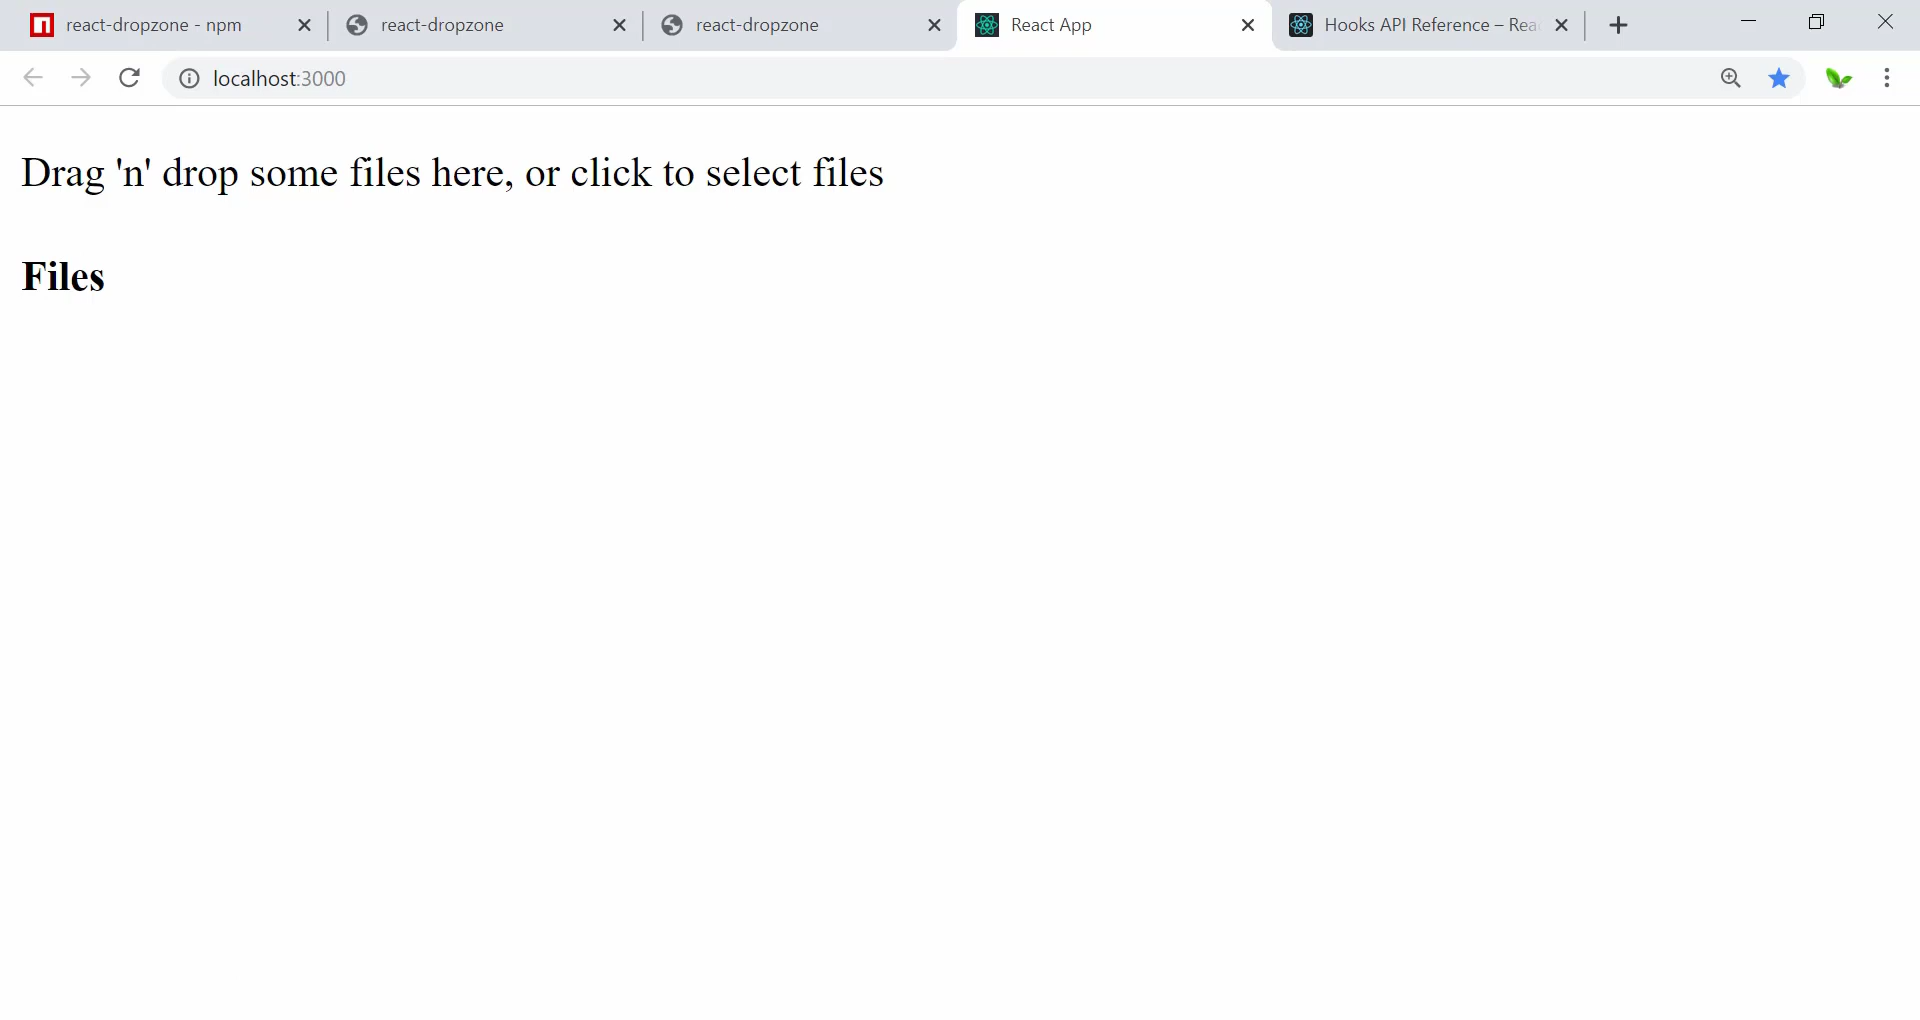 react-dropzone - npm
react-dropzone
react-dropzone
React App
Hooks API Reference – Rea
localhost:3000
Drag 'n' drop some files here, or click to select files
Files